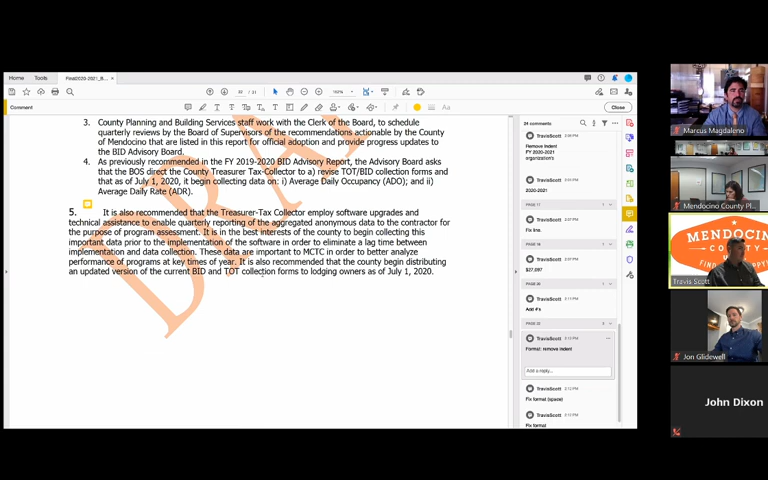 Home Tools Final2020-2021_B... ×
32 / 31
Comment
Close
3. County Planning and Building Services staff work with the Clerk of the Board, to schedule
quarterly reviews by the Board of Supervisors of the recommendations actionable by the County
of Mendocino that are listed in this report for official adoption and provide progress updates to
the BID Advisory Board.
4. As previously recommended in the FY 2019-2020 BID Advisory Report, the Advisory Board asks
that the BOS direct the County Treasurer Tax-Collector to a) revise TOT/BID collection forms and
that as of July 1, 2020, it begin collecting data on: i) Average Daily Occupancy (ADO); and ii)
Average Daily Rate (ADR).
5. It is also recommended that the Treasurer-Tax Collector employ software upgrades and
technical assistance to enable quarterly reporting of the aggregated anonymous data to the contractor for
the purpose of program assessment. It is in the best interests of the county to begin collecting this
important data prior to the implementation of the software in order to eliminate a lag time between
implementation and data collection. These data are important to MCTC in order to better analyze
performance of programs at key times of year. It is also recommended that the county begin distributing
an updated version of the current BID and TOT collection forms to lodging owners as of July 1, 2020.
DRAF
24 comments
TravisScott
Remove Indent
FY 2020-2021
organization's
TravisScott
2020-2021
TravisScott
Fix line.
TravisScott
$27,097
TravisScott
Add #'s
TravisScott
Format: remove indent
Add a reply...
TravisScott
Fix format (space)
TravisScott
Fix format
Marcus Magdaleno
Mendocino County Pl...
MENDOCINO
COUNTY
Travis Scott
Jon Glidewell
John Dixon